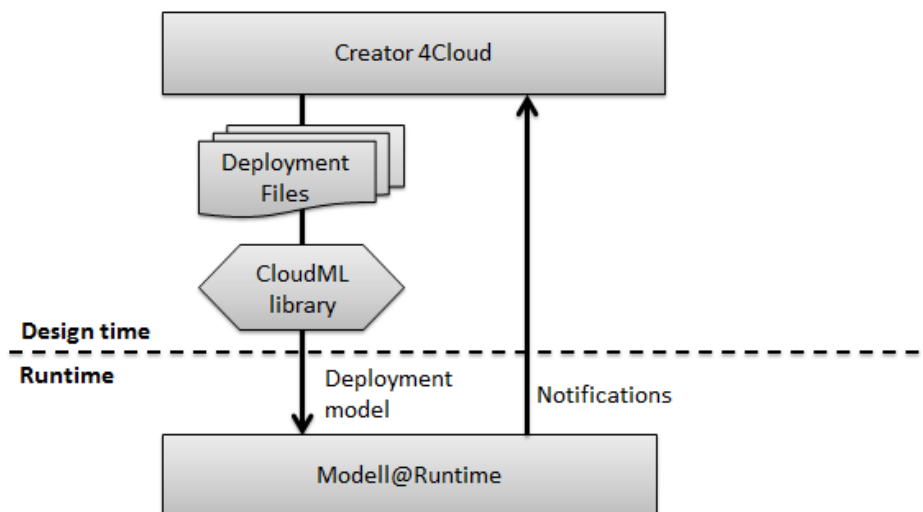 Creator 4Cloud
Deployment
Files
CloudML
library
Design time
Runtime
Deployment
model
Notifications
Modell@Runtime